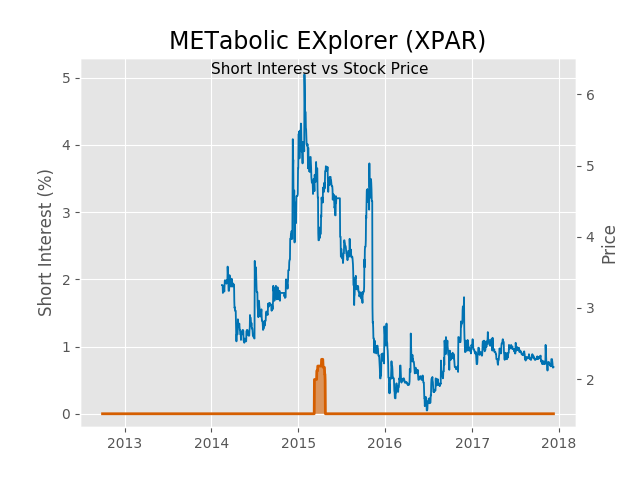 METabolic EXplorer (XPAR)
Short Interest vs Stock Price
Short Interest (%)
5
4
3
2
1
0
6
5
4
3
2
Price
2013 2014 2015 2016 2017 2018